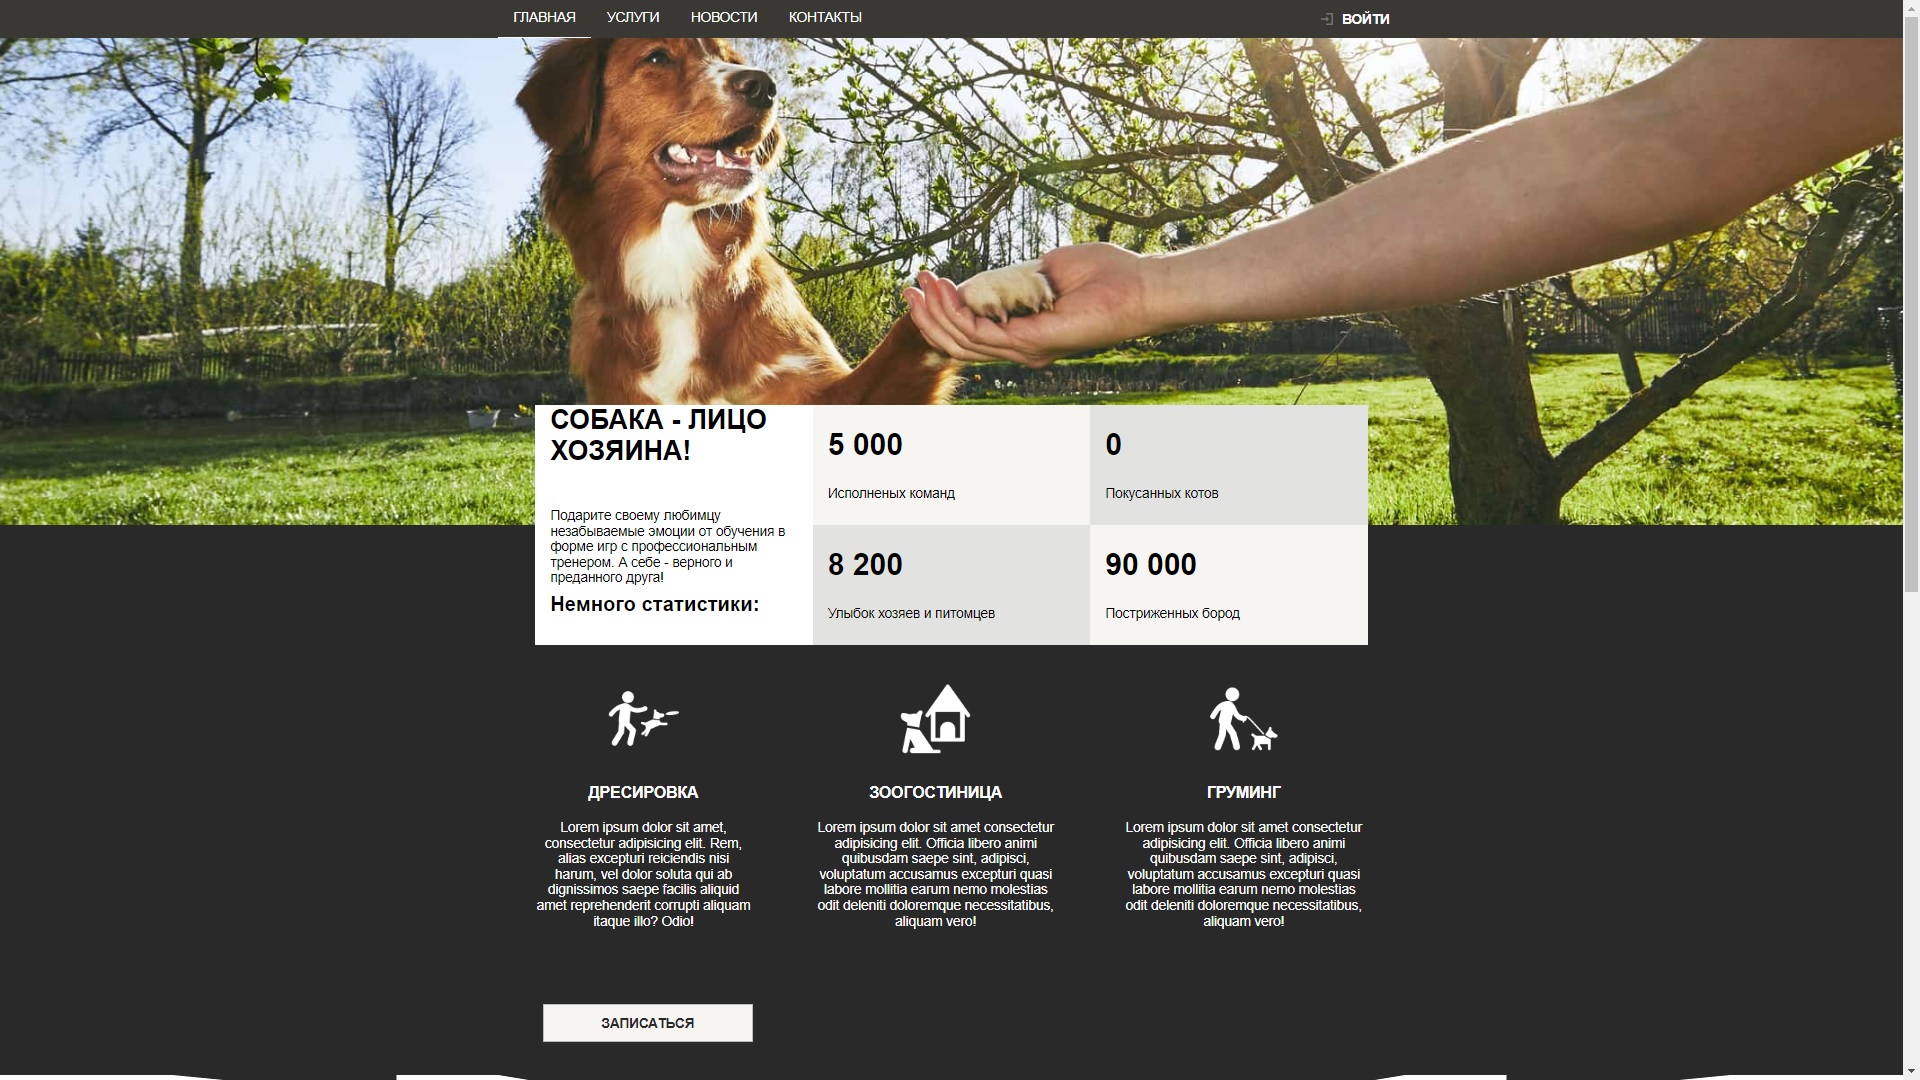 ГЛАВНАЯ УСЛУГИ НОВОСТИ КОНТАКТЫ ВОЙТИ
СОБАКА - ЛИЦО
ХОЗЯИНА!
Подарите своему любимцу
незабываемые эмоции от обучения в
форме игр с профессиональным
тренером. А себе - верного и
преданного друга!
Немного статистики:
5 000
Исполненых команд
0
Покусанных котов
8 200
Улыбок хозяев и питомцев
90 000
Постриженных бород
ДРЕСИРОВКА
Lorem ipsum dolor sit amet,
consectetur adipisicing elit. Rem,
alias excepturi reiciendis nisi
harum, vel dolor soluta qui ab
dignissimos saepe facilis aliquid
amet reprehenderit corrupti aliquam
itaque illo? Odio!
ЗООГОСТИНИЦА
Lorem ipsum dolor sit amet consectetur
adipisicing elit. Officia libero animi
quibusdam saepe sint, adipisci,
voluptatum accusamus excepturi quasi
labore mollitia earum nemo molestias
odit deleniti doloremque necessitatibus,
aliquam vero!
ГРУМИНГ
Lorem ipsum dolor sit amet consectetur
adipisicing elit. Officia libero animi
quibusdam saepe sint, adipisci,
voluptatum accusamus excepturi quasi
labore mollitia earum nemo molestias
odit deleniti doloremque necessitatibus,
aliquam vero!
ЗАПИСАТЬСЯ